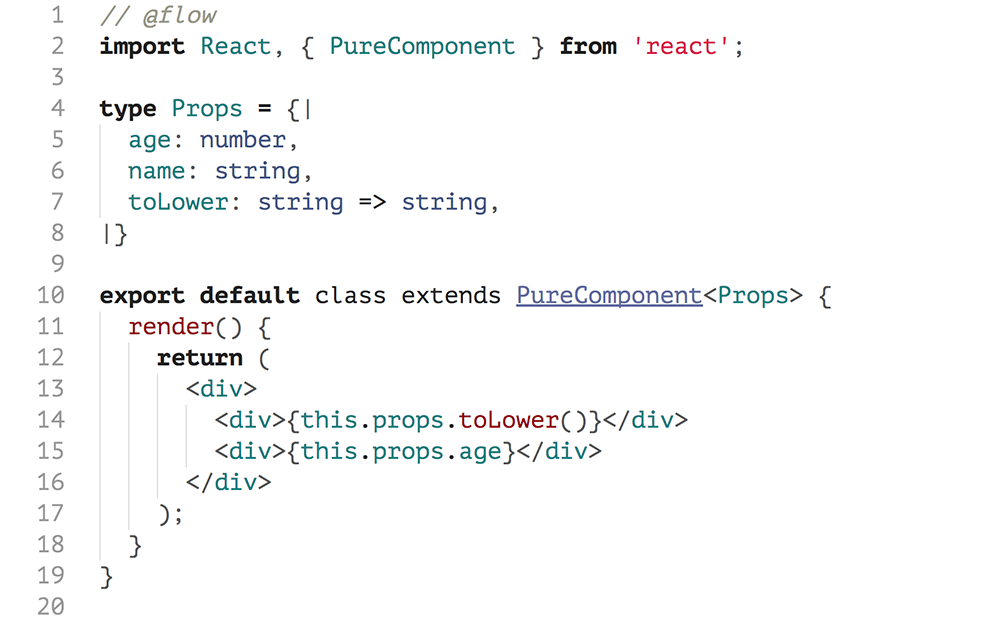 1 // @flow
2 import React, { PureComponent } from 'react';
3
4 type Props = {|
5   age: number,
6   name: string,
7   toLower: string => string,
8 |}
9
10 export default class extends PureComponent<Props> {
11   render() {
12     return (
13       <div>
14         <div>{this.props.toLower()}</div>
15         <div>{this.props.age}</div>
16       </div>
17     );
18   }
19 }
20